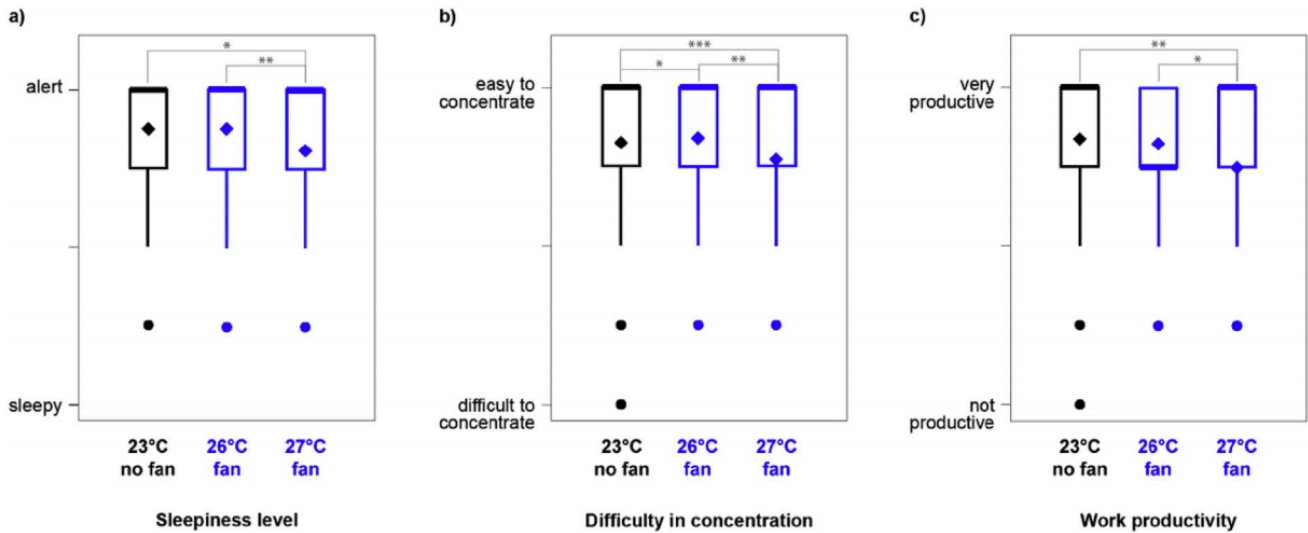 a)
*
**
alert
sleepy
23°C
no fan
26°C
fan
27°C
fan
Sleepiness level
b)
***
*
**
easy to
concentrate
difficult to
concentrate
23°C
no fan
26°C
fan
27°C
fan
Difficulty in concentration
c)
**
*
very
productive
not
productive
23°C
no fan
26°C
fan
27°C
fan
Work productivity